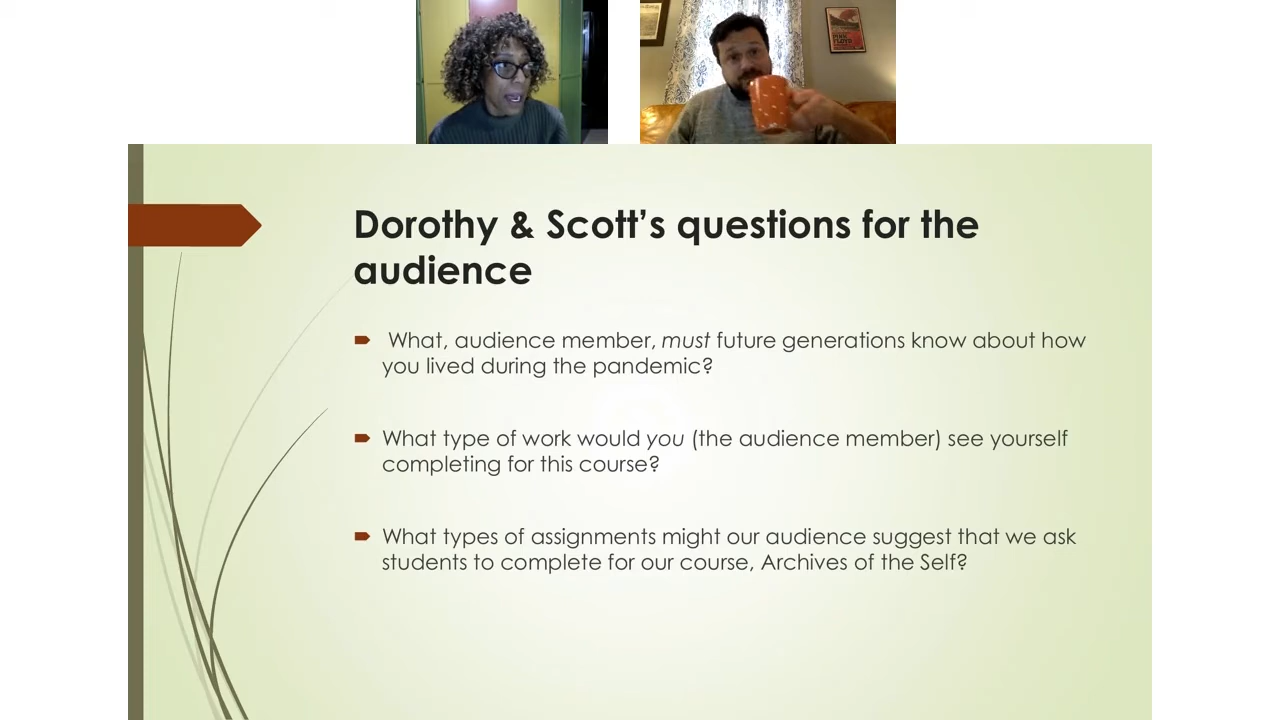 PINK
FLOYD
Dorothy & Scott's questions for the
audience
What, audience member, must future generations know about how
you lived during the pandemic?
What type of work would you (the audience member) see yourself
completing for this course?
What types of assignments might our audience suggest that we ask
students to complete for our course, Archives of the Self?